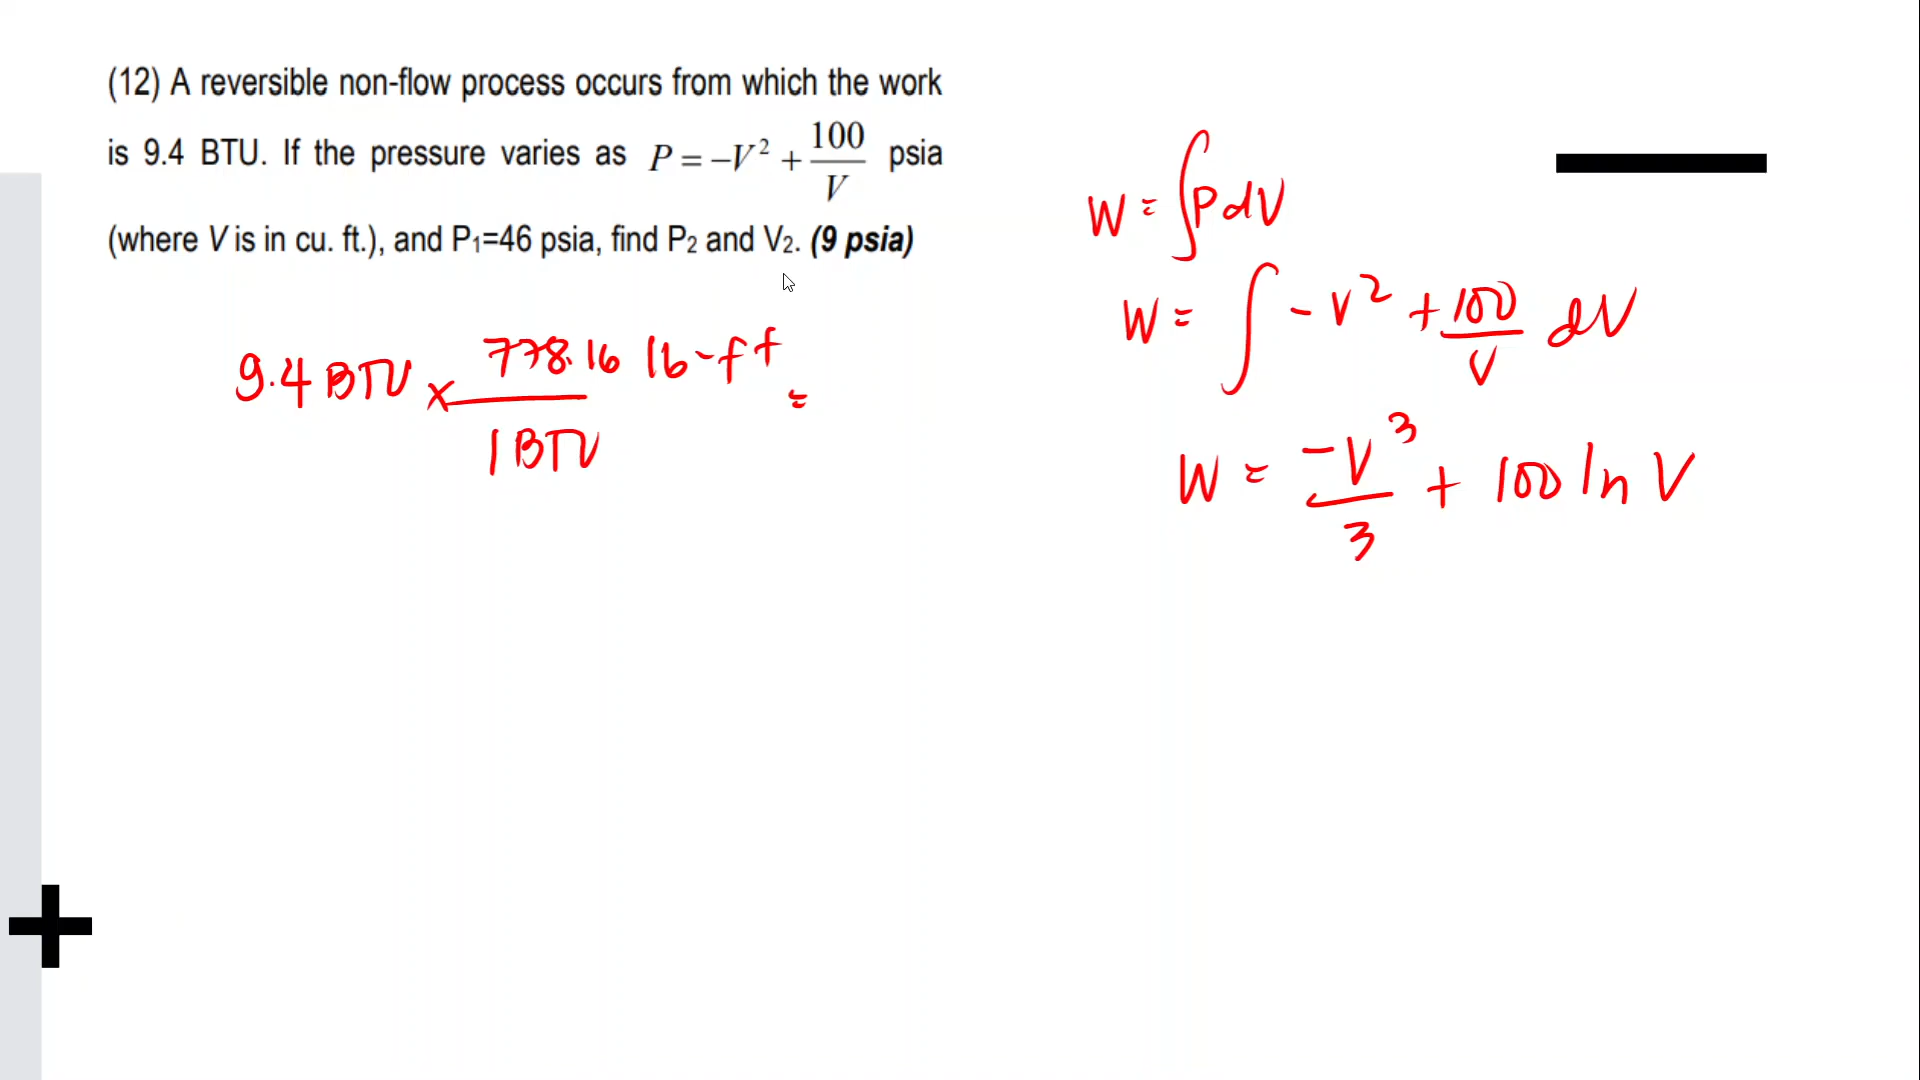 (12) A reversible non-flow process occurs from which the work
is 9.4 BTU. If the pressure varies as P = –V² + 100/V psia
(where V is in cu. ft.), and P₁=46 psia, find P₂ and V₂. (9 psia)
9.4 BTU × 778.16 lb-ft / 1 BTU =
W = ∫PdV
W = ∫ -V² + 100/V dV
W = -V³/3 + 100 ln V